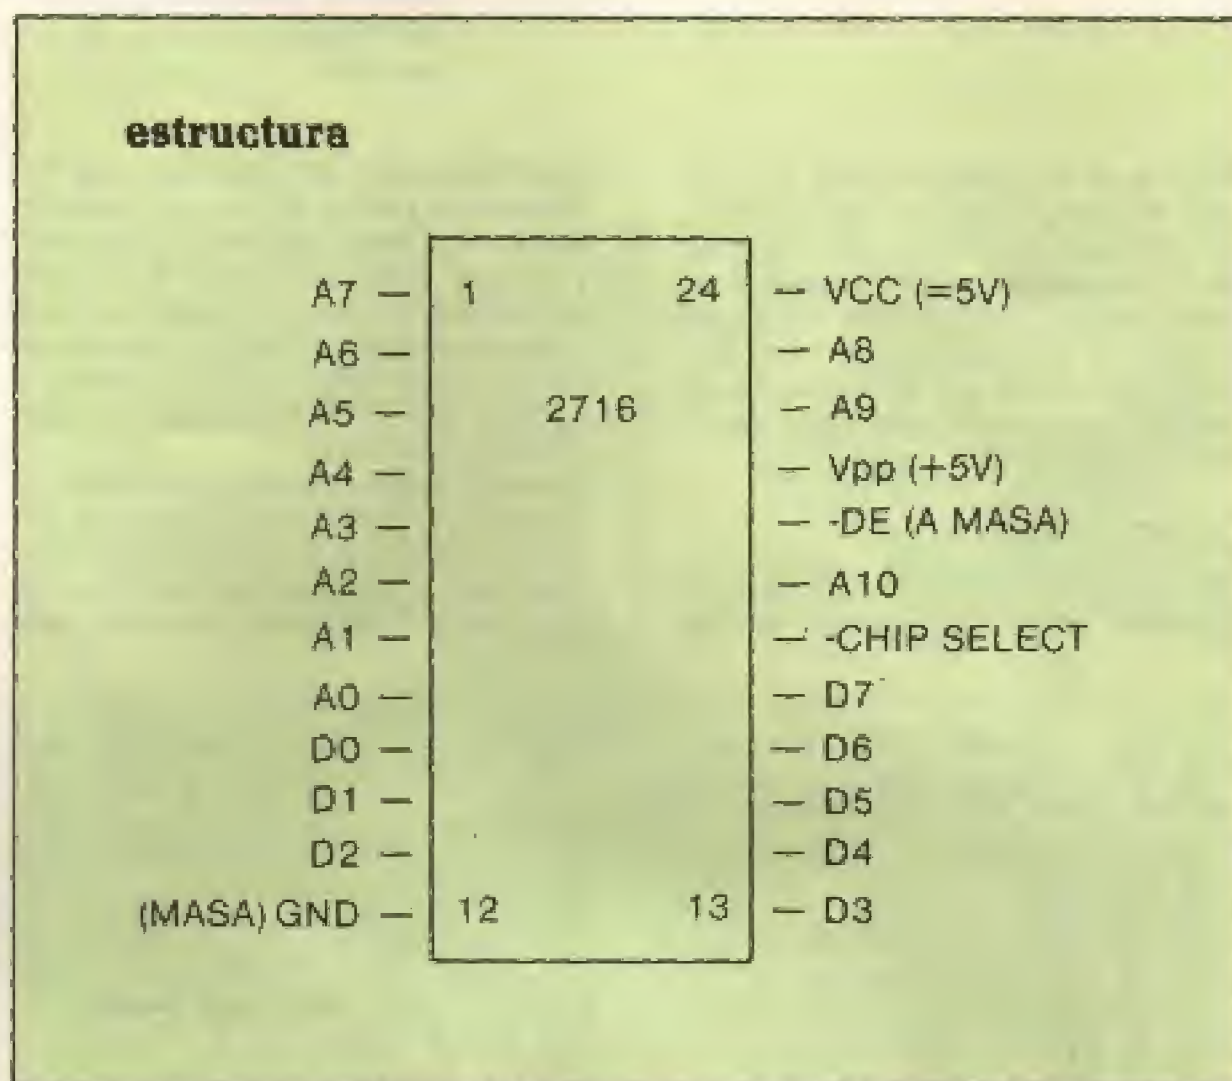 estructura
A7 — 1 24 — VCC (=5V)
A6 — — A8
A5 — 2716 — A9
A4 — — Vpp (+5V)
A3 — — -DE (A MASA)
A2 — — A10
A1 — — -CHIP SELECT
A0 — — D7
D0 — — D6
D1 — — D5
D2 — — D4
(MASA) GND — 12 13 — D3